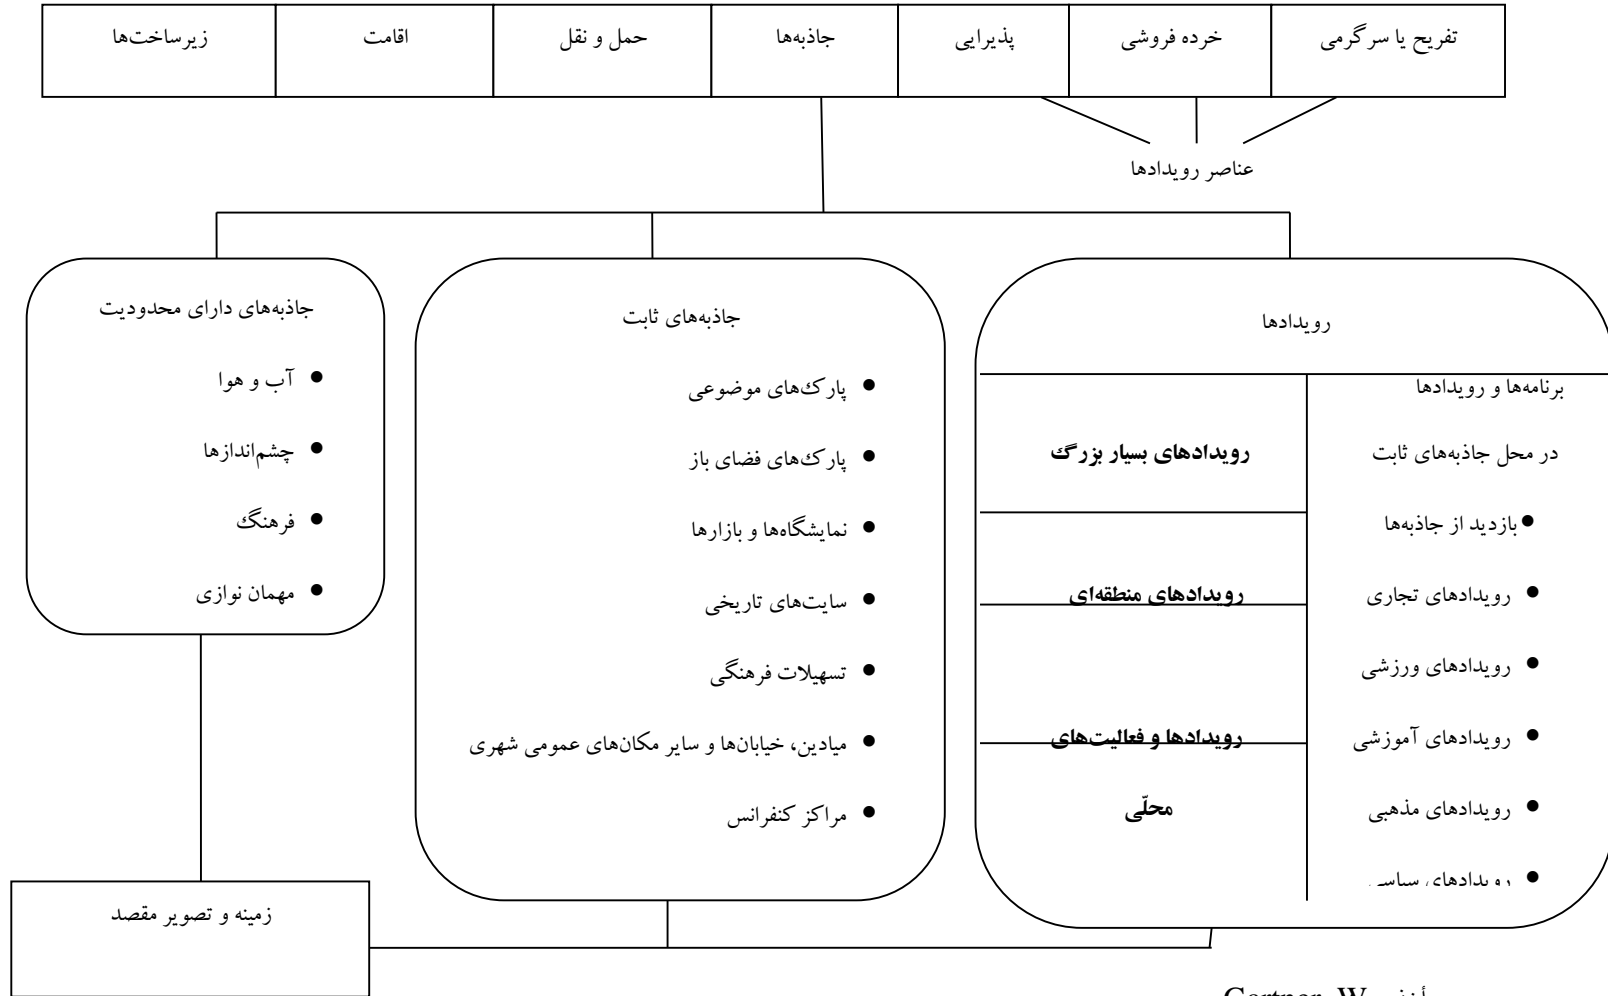 تفریح یا سرگرمی
خرده فروشی
پذیرایی
جاذبه‌ها
حمل و نقل
اقامت
زیرساخت‌ها
عناصر رویدادها
رویدادها
برنامه‌ها و رویدادها
در محل جاذبه‌های ثابت
● بازدید از جاذبه‌ها
● رویدادهای تجاری
● رویدادهای ورزشی
● رویدادهای آموزشی
● رویدادهای مذهبی
● رویدادهای سیاسی
رویدادهای بسیار بزرگ
رویدادهای منطقه‌ای
رویدادها و فعالیت‌های
محلّی
جاذبه‌های ثابت
● پارک‌های موضوعی
● پارک‌های فضای باز
● نمایشگاه‌ها و بازارها
● سایت‌های تاریخی
● تسهیلات فرهنگی
● میادین، خیابان‌ها و سایر مکان‌های عمومی شهری
● مراکز کنفرانس
جاذبه‌های دارای محدودیت
● آب و هوا
● چشم‌اندازها
● فرهنگ
● مهمان نوازی
زمینه و تصویر مقصد